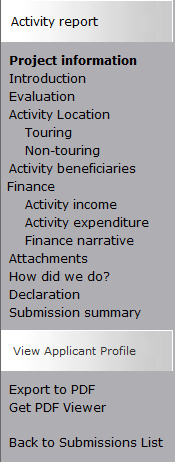 Activity report
Project information
Introduction
Evaluation
Activity Location
Touring
Non-touring
Activity beneficiaries
Finance
Activity income
Activity expenditure
Finance narrative
Attachments
How did we do?
Declaration
Submission summary
View Applicant Profile
Export to PDF
Get PDF Viewer
Back to Submissions List